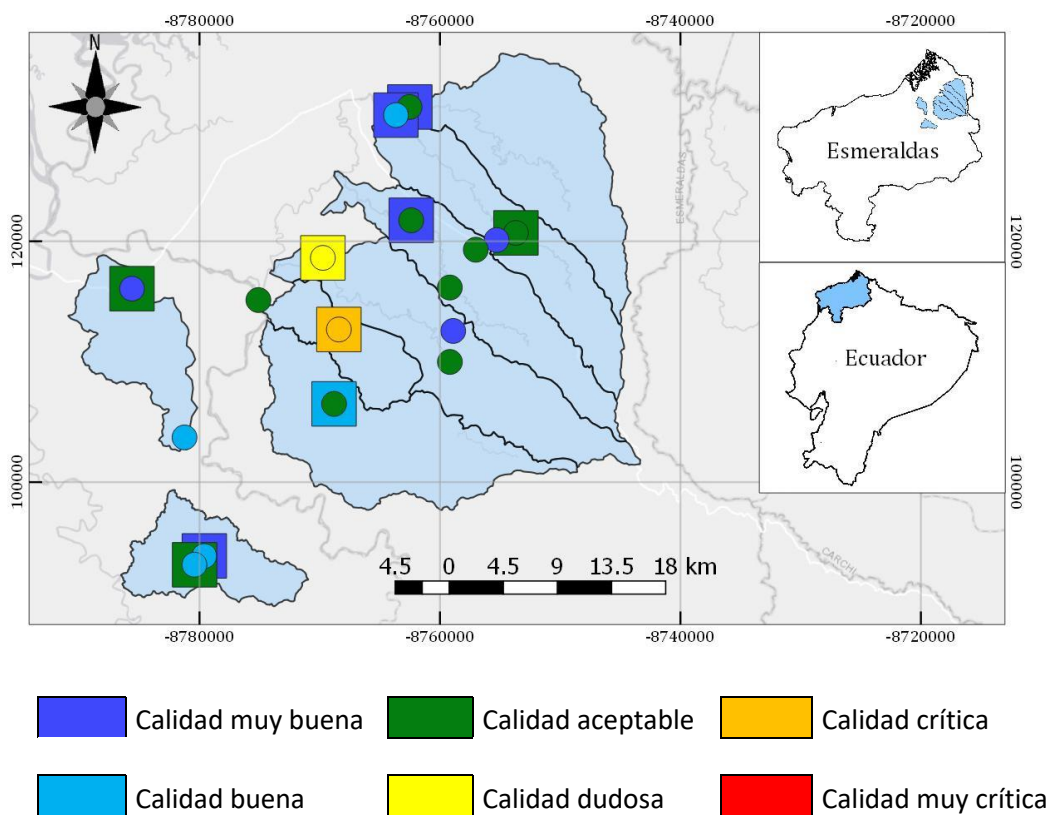 -8780000 -8760000 -8740000 -8720000
N
ESMERALDAS
Esmeraldas
120000 120000
Ecuador
100000 100000
4.5 0 4.5 9 13.5 18 km
CARCHI
-8780000 -8760000 -8740000 -8720000
Calidad muy buena Calidad aceptable Calidad crítica
Calidad buena Calidad dudosa Calidad muy crítica